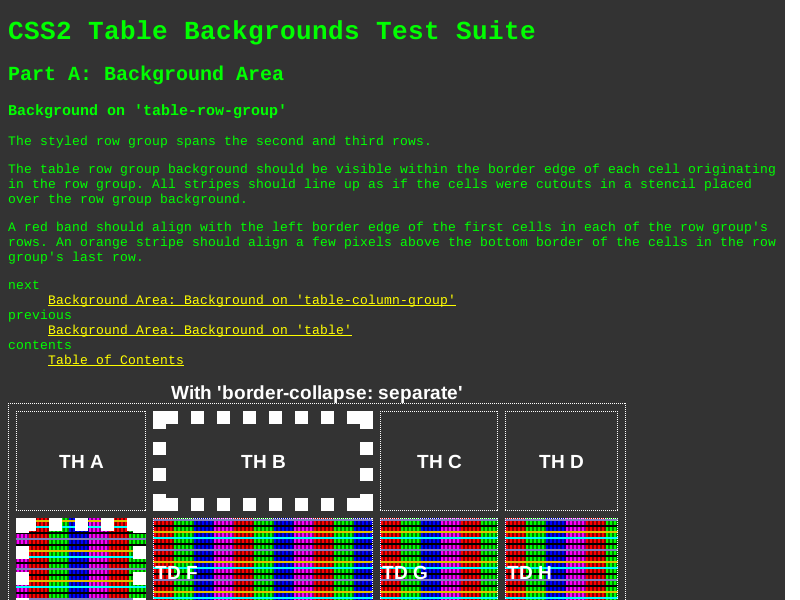 CSS2 Table Backgrounds Test Suite
Part A: Background Area
Background on 'table-row-group'
The styled row group spans the second and third rows.
The table row group background should be visible within the border edge of each cell originating
in the row group. All stripes should line up as if the cells were cutouts in a stencil placed
over the row group background.
A red band should align with the left border edge of the first cells in each of the row group's
rows. An orange stripe should align a few pixels above the bottom border of the cells in the row
group's last row.
next
Background Area: Background on 'table-column-group'
previous
Background Area: Background on 'table'
contents
Table of Contents
With 'border-collapse: separate'
TH A TH B TH C TH D
TD F TD G TD H